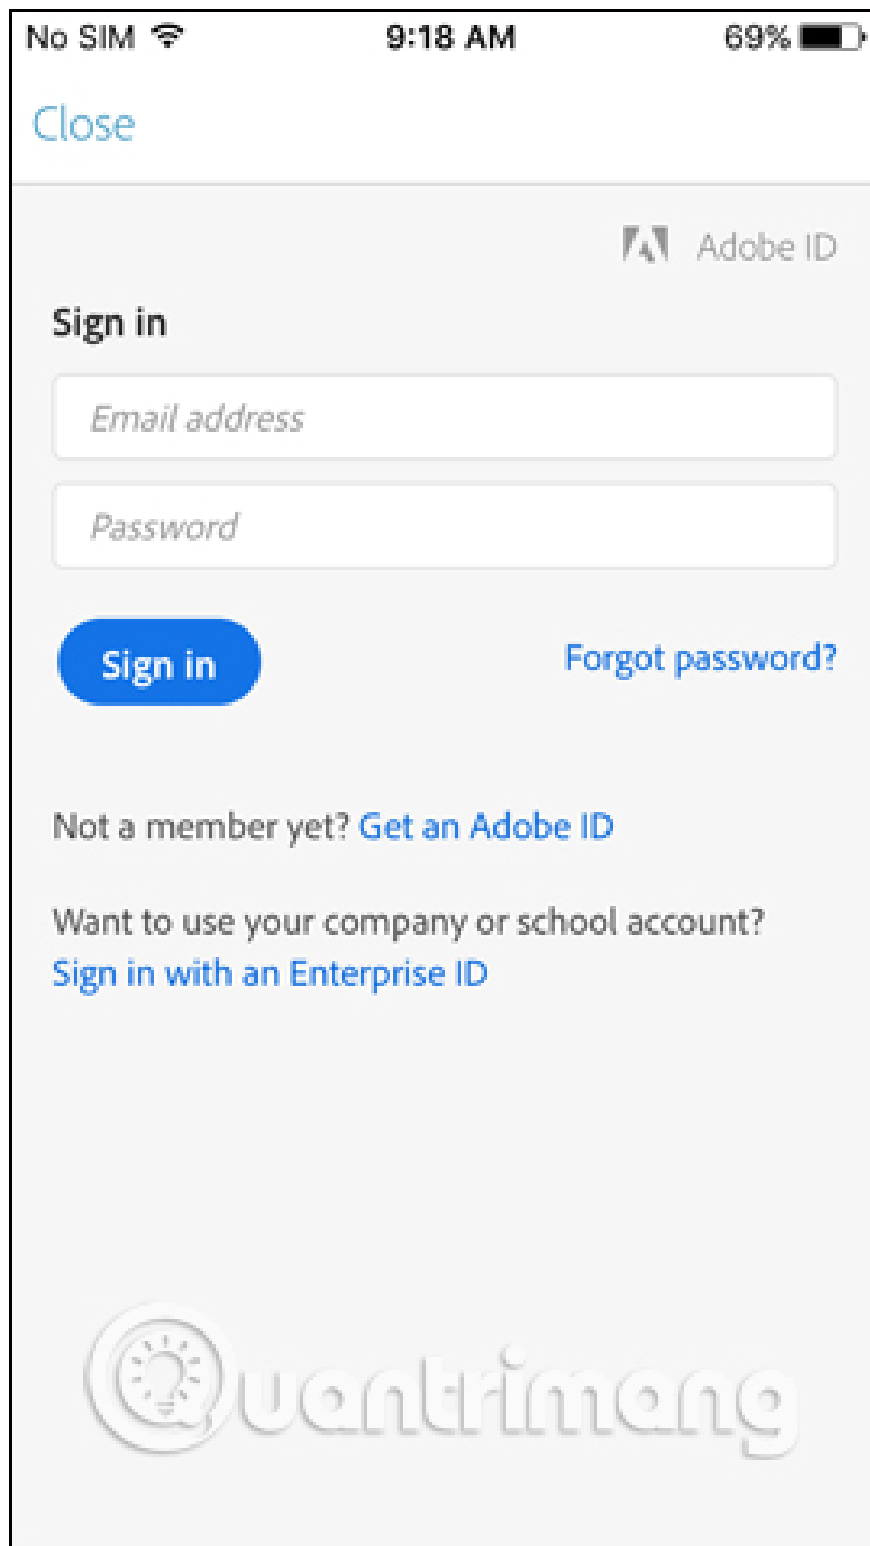 No SIM 9:18 AM 69%
Close
Adobe ID
Sign in
Email address
Password
Sign in Forgot password?
Not a member yet? Get an Adobe ID
Want to use your company or school account?
Sign in with an Enterprise ID
Quantrimang